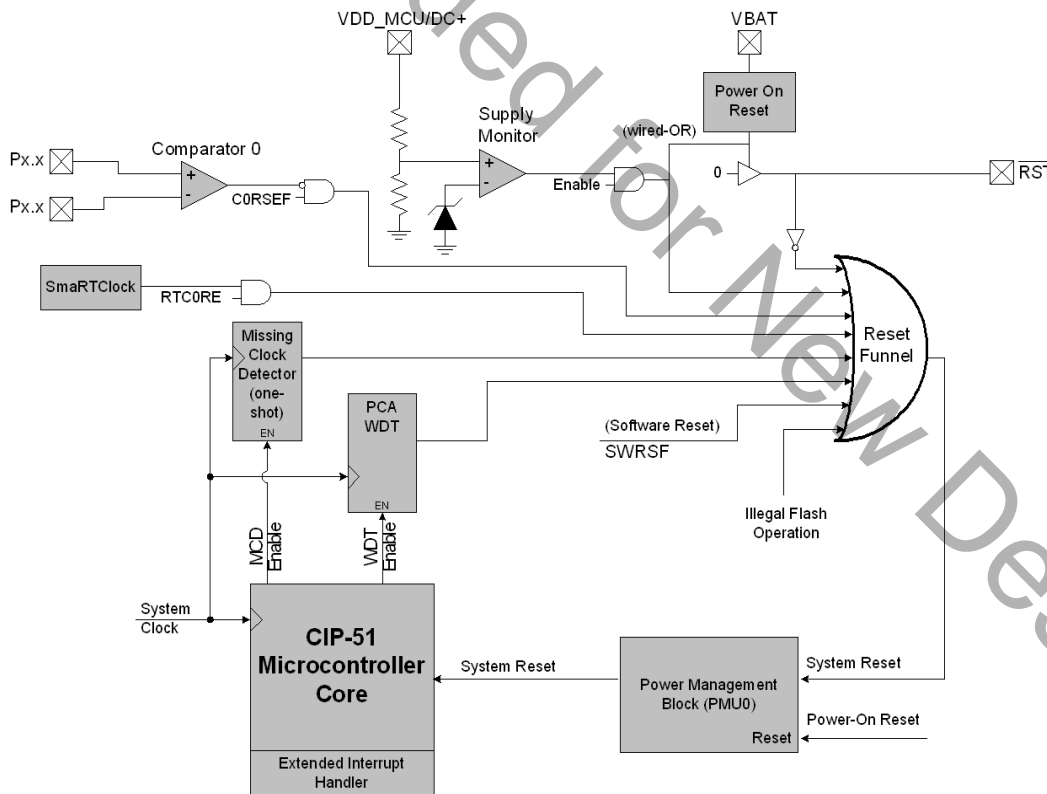 VDD_MCU/DC+
VBAT
Power On
Reset
Supply
Monitor
(wired-OR)
Comparator 0
Px.x
+
-
Px.x
C0RSEF
+
-
Enable
0
RST
SmaRTClock
RTC0RE
Missing
Clock
Detector
(one-
shot)
EN
Reset
Funnel
PCA
WDT
EN
(Software Reset)
SWRSF
Illegal Flash
Operation
MCD
Enable
WDT
Enable
System
Clock
CIP-51
Microcontroller
Core
Extended Interrupt
Handler
System Reset
Power Management
Block (PMU0)
Reset
System Reset
Power-On Reset
for New